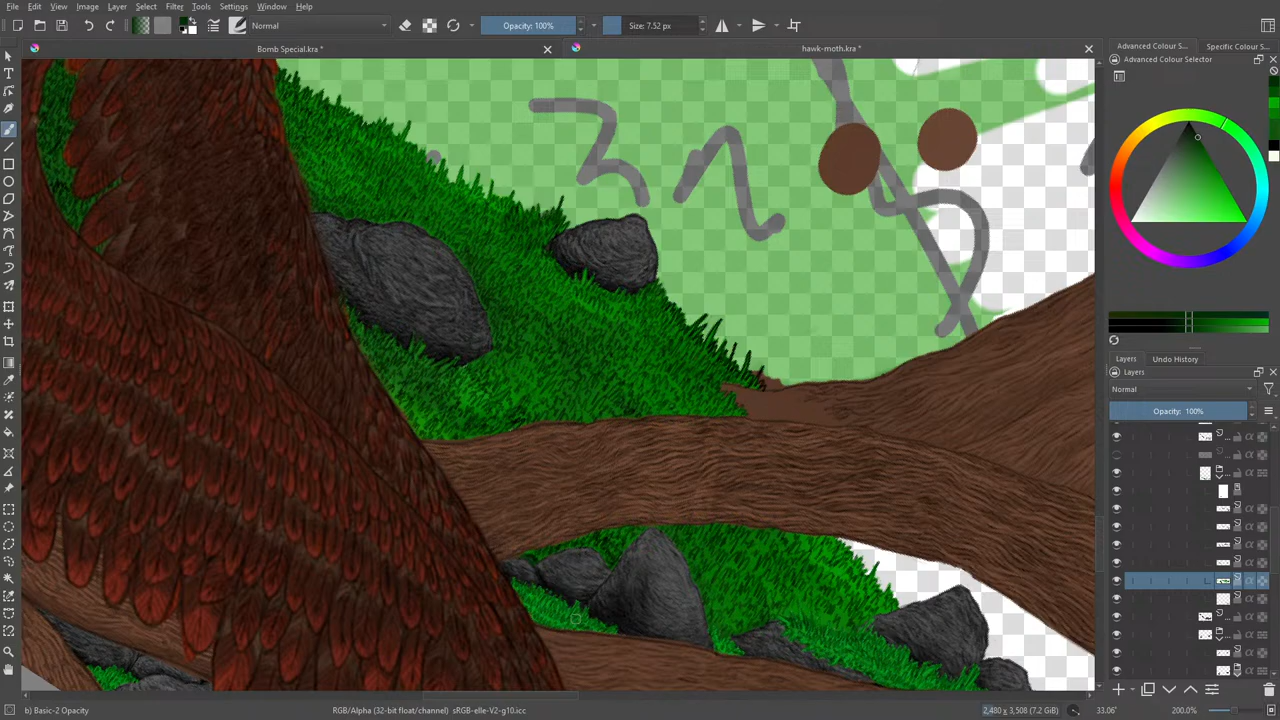 File Edit View Image Layer Select Filter Tools Settings Window Help
Normal Opacity: 100% Size: 7.52 px
Bomb Special.kra * hawk-moth.kra *
Advanced Colour S... Specific Colour S...
Advanced Colour Selector
Layers Undo History
Layers
Normal
Opacity: 100%
b) Basic-2 Opacity RGB/Alpha (32-bit float/channel) sRGB-elle-V2-g10.icc 2,480 x 3,508 (7.2 GiB) 33.06° 200.0%